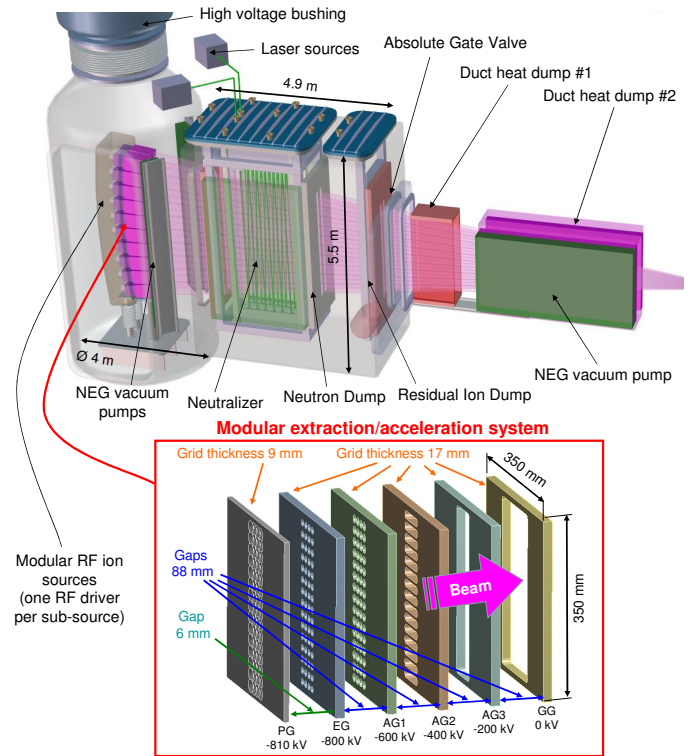 High voltage bushing
Laser sources
Absolute Gate Valve
Duct heat dump #1
Duct heat dump #2
4.9 m
5.5 m
Ø 4 m
NEG vacuum
pumps
Neutralizer
Neutron Dump
Residual Ion Dump
NEG vacuum pump
Modular extraction/acceleration system
Grid thickness 9 mm
Grid thickness 17 mm
350 mm
350 mm
Modular RF ion
sources
(one RF driver
per sub-source)
Gaps
88 mm
Gap
6 mm
Beam
PG
-810 kV
EG
-800 kV
AG1
-600 kV
AG2
-400 kV
AG3
-200 kV
GG
0 kV